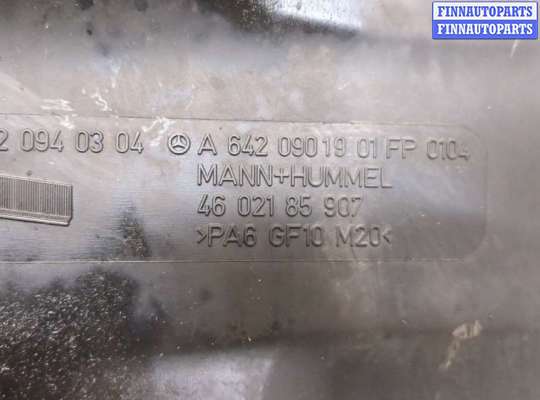 FINNAUTOPARTS
FINNAUTOPARTS
2 094 03 04 A 642 090 19 01 FP 0104
MANN+HUMMEL
46 021 85 907
>PA6 GF10 M20<